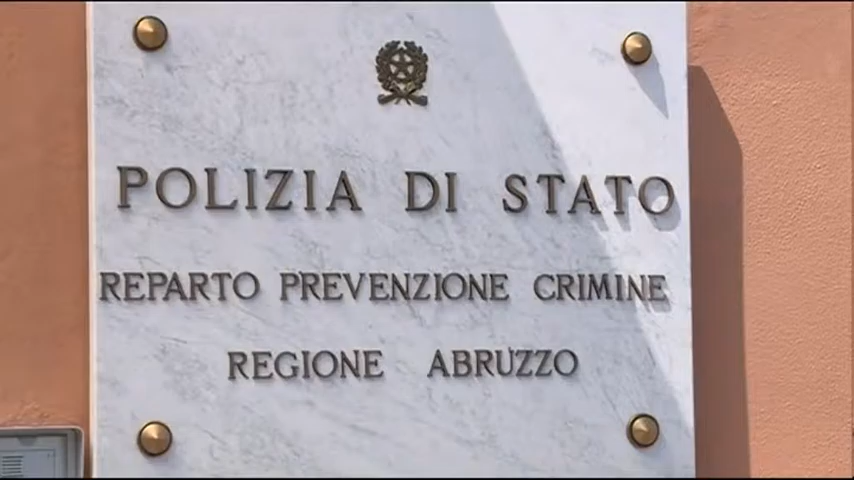 POLIZIA DI STATO
REPARTO PREVENZIONE CRIMINE
REGIONE ABRUZZO